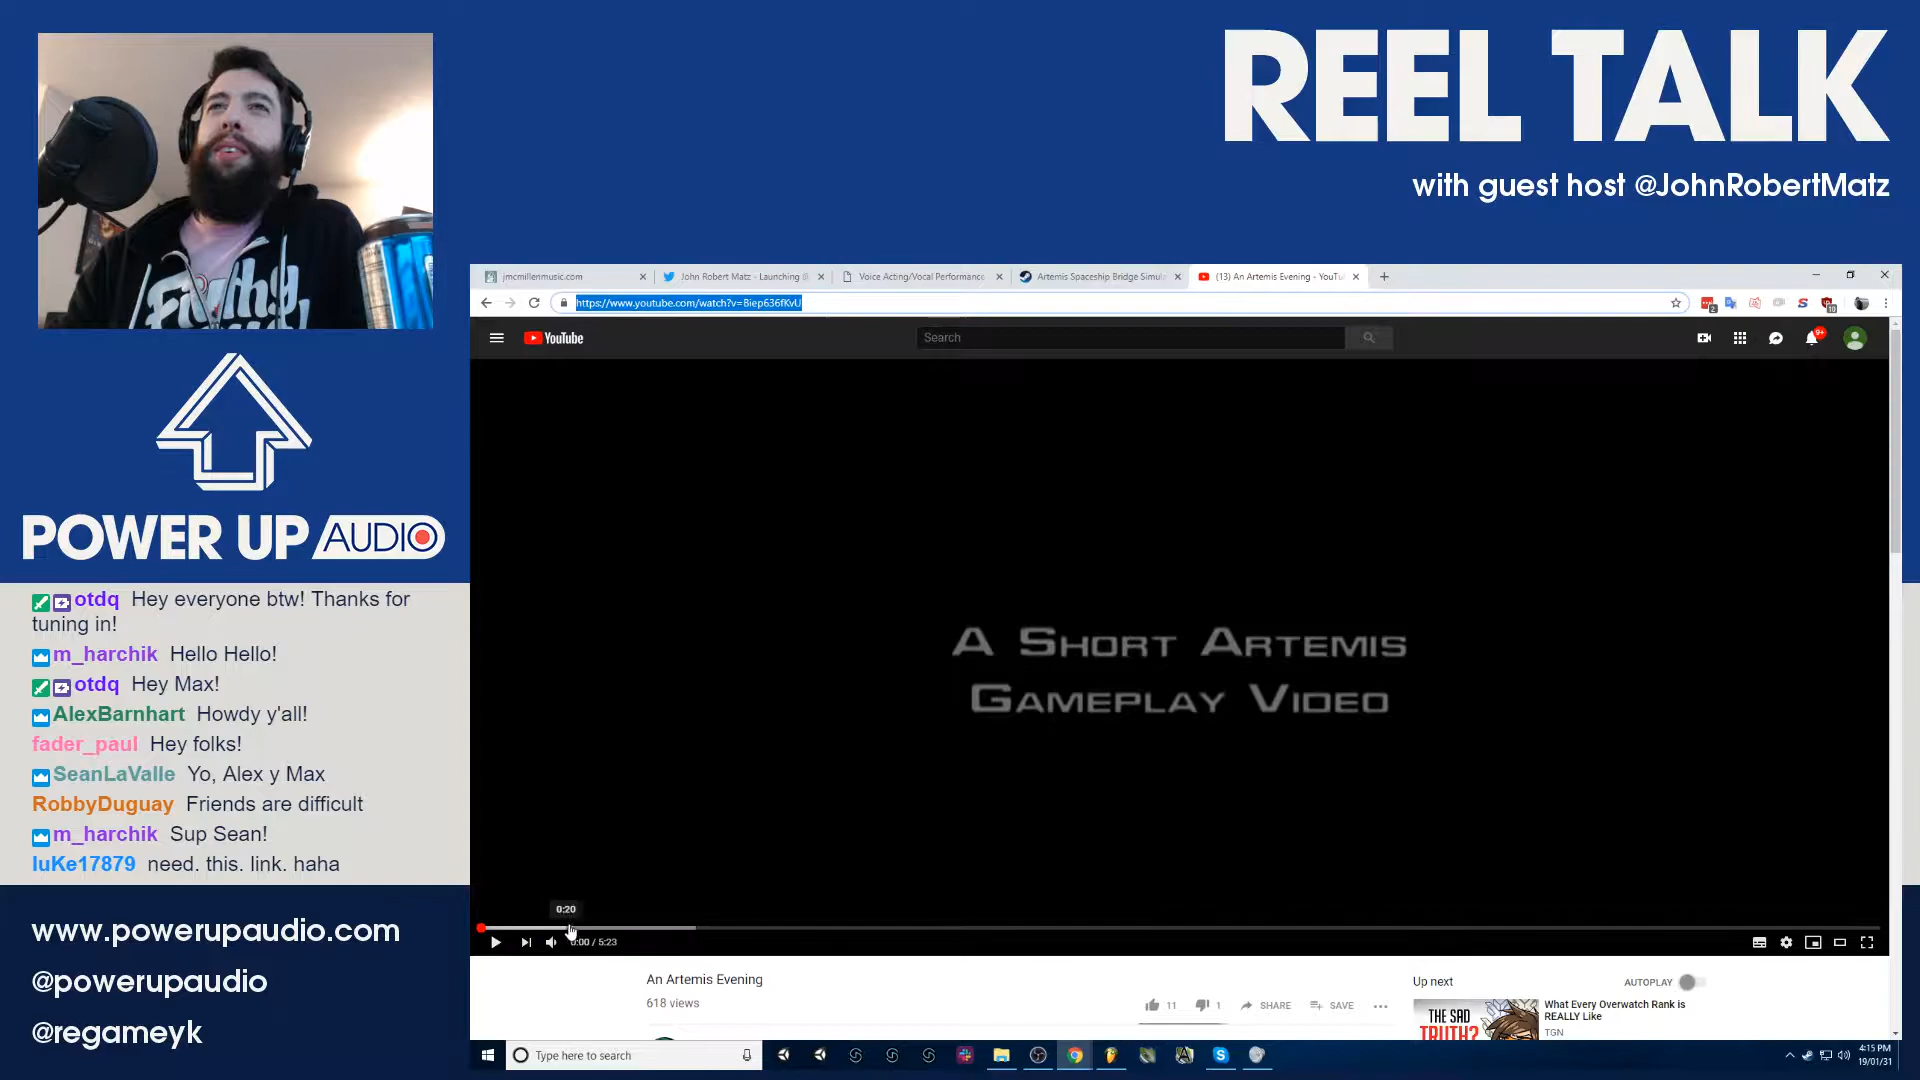 REEL TALK
with guest host @JohnRobertMatz
POWER UP AUDIO
otdq Hey everyone btw! Thanks for
tuning in!
m_harchik Hello Hello!
otdq Hey Max!
AlexBarnhart Howdy y'all!
fader_paul Hey folks!
SeanLaValle Yo, Alex y Max
RobbyDuguay Friends are difficult
m_harchik Sup Sean!
luKe17879 need. this. link. haha
www.powerupaudio.com
@powerupaudio
@regameyk
jmcmillenmusic.com
John Robert Matz - Launching
Voice Acting/Vocal Performance
Artemis Spaceship Bridge Simula
(13) An Artemis Evening - YouTu
https://www.youtube.com/watch?v=Biep636fKvU
YouTube
Search
9+
A Short Artemis
Gameplay Video
0:20
0:00 / 5:23
An Artemis Evening
618 views
11
1
SHARE
SAVE
Up next
AUTOPLAY
THE SAD
TRUTH?
What Every Overwatch Rank is
REALLY Like
TGN
Type here to search
4:15 PM
19/01/31